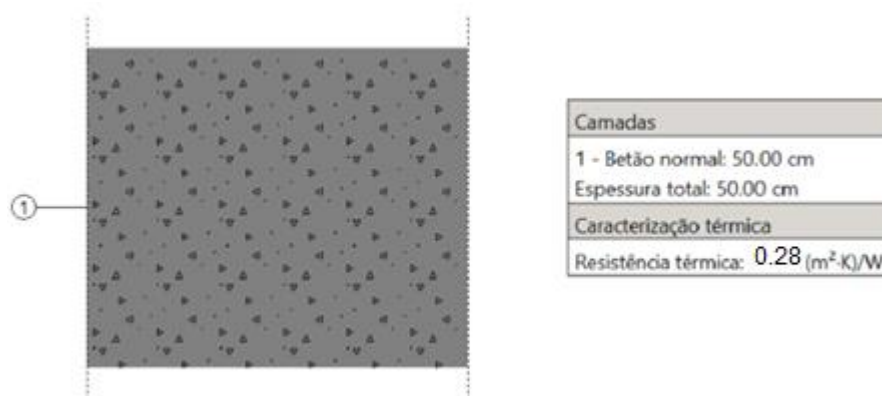 1
Camadas
1 - Betão normal: 50.00 cm
Espessura total: 50.00 cm
Caracterização térmica
Resistência térmica: 0.28 (m²·K)/W